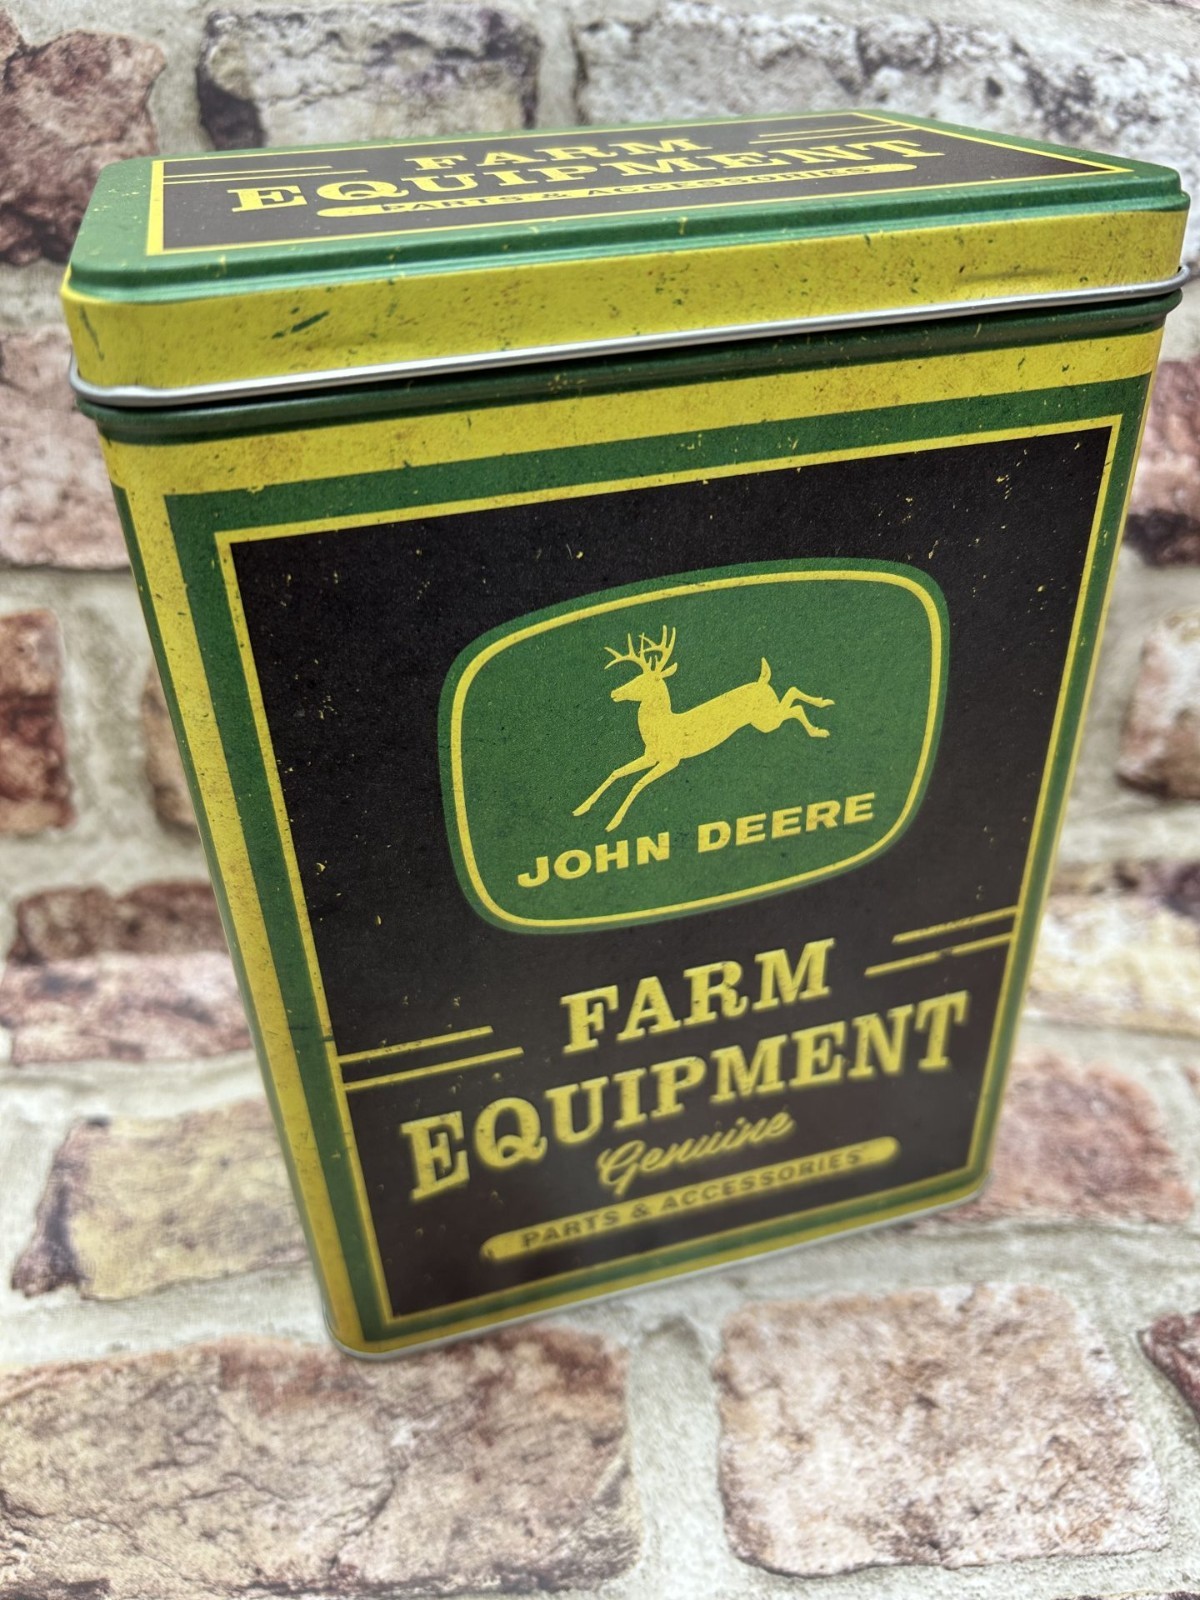 FARM
EQUIPMENT
PARTS & ACCESSORIES
JOHN DEERE
FARM
EQUIPMENT
Genuine
PARTS & ACCESSORIES